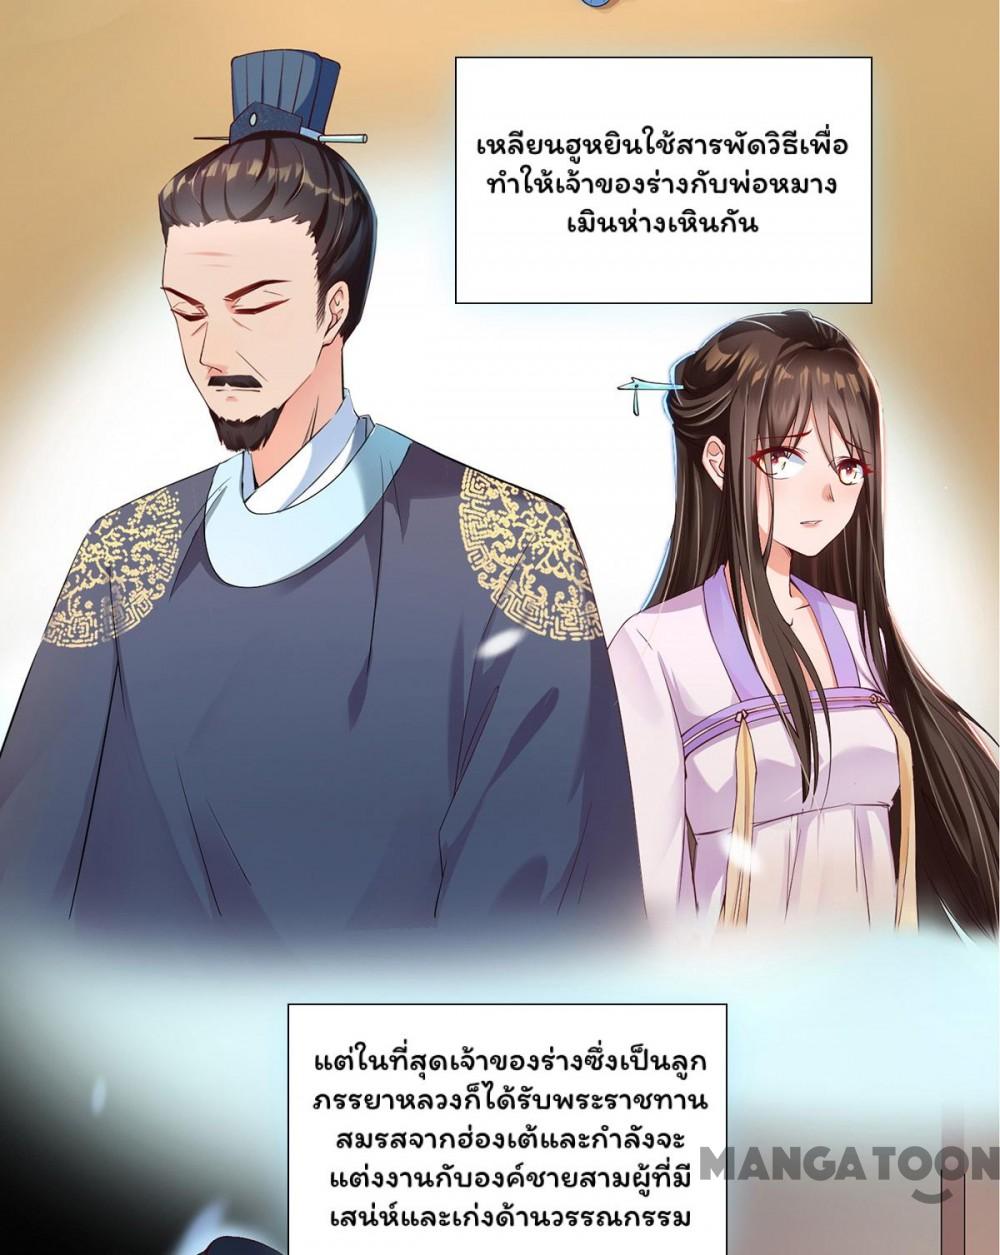 เหลียนฮูหยินใช้สารพัดวิธีเพื่อ
ทำให้เจ้าของร่างกับพ่อหมาง
เมินห่างเหินกัน
แต่ในที่สุดเจ้าของร่างซึ่งเป็นลูก
ภรรยาหลวงก็ได้รับพระราชทาน
สมรสจากฮ่องเต้และกำลังจะ
แต่งงานกับองค์ชายสามผู้ที่มี
เสน่ห์และเก่งด้านวรรณกรรม
MANGATOON